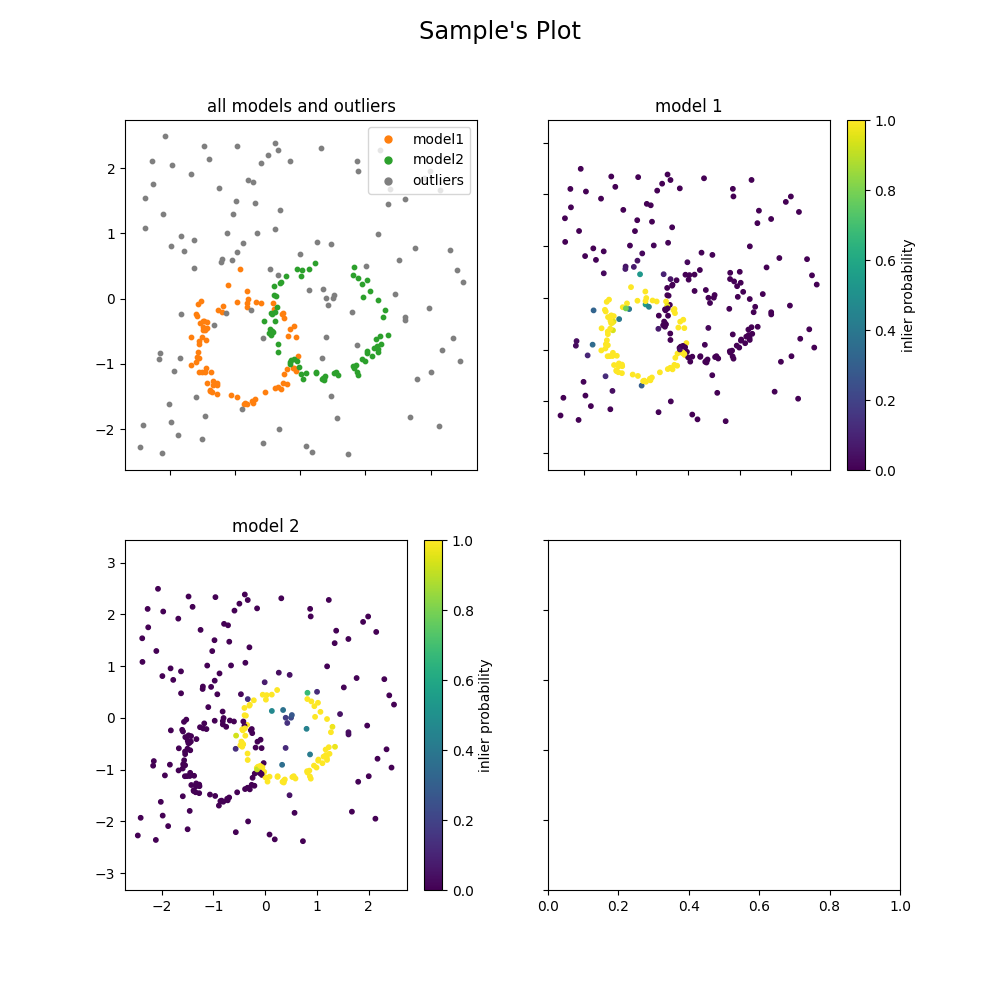 Sample's Plot
all models and outliers
model1
model2
outliers
2
1
0
−1
−2
model 1
1.0
0.8
0.6
0.4
0.2
0.0
inlier probability
model 2
3
2
1
0
−1
−2
−3
−2 −1 0 1 2
1.0
0.8
0.6
0.4
0.2
0.0
inlier probability
0.0 0.2 0.4 0.6 0.8 1.0